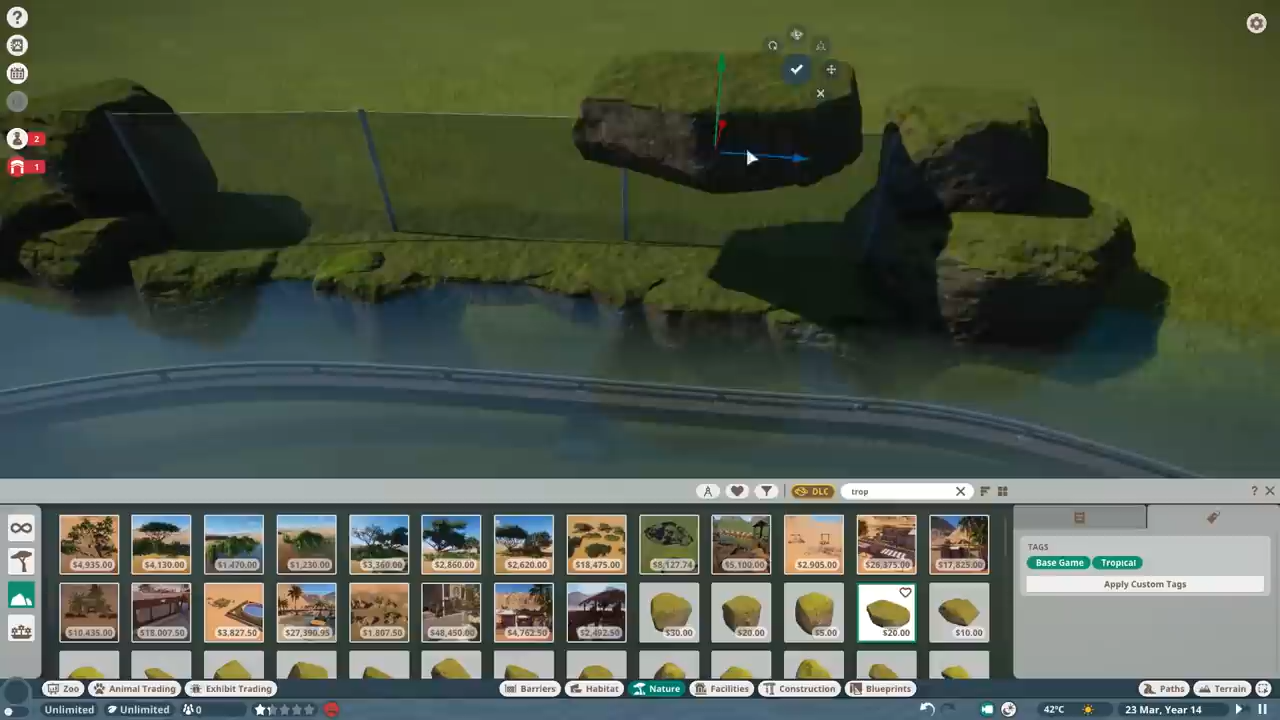 2
1
DLC
trop
$4,935.00 $4,130.00 $1,470.00 $1,230.00 $3,360.00 $2,860.00 $2,620.00 $18,475.00 $8,127.74 $5,100.00 $2,905.00 $26,375.00 $17,825.00
TAGS
Base Game Tropical
Apply Custom Tags
$10,435.00 $18,007.50 $3,827.50 $27,390.95 $1,807.50 $48,450.00 $4,762.50 $2,492.50 $30.00 $20.00 $5.00 $20.00 $10.00
Zoo Animal Trading Exhibit Trading Barriers Habitat Nature Facilities Construction Blueprints Paths Terrain
Unlimited Unlimited 0 42°C 23 Mar, Year 14